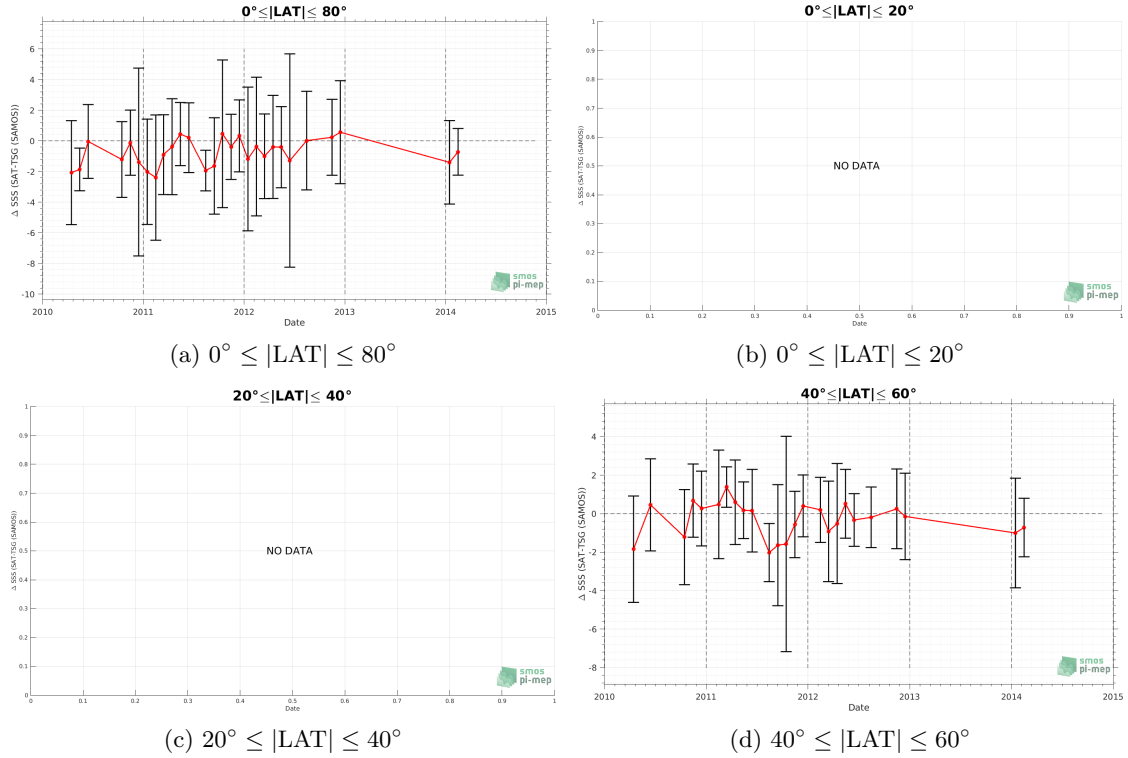 0°≤|LAT|≤ 80°
6
4
2
0
-2
-4
-6
-8
-10
Δ SSS (SAT-TSG (SAMOS))
2010
2011
2012
2013
2014
2015
Date
smos
pi-mep
(a) 0° ≤ |LAT| ≤ 80°
0°≤|LAT|≤ 20°
1
0.9
0.8
0.7
0.6
0.5
0.4
0.3
0.2
0.1
0
Δ SSS (SAT-TSG (SAMOS))
NO DATA
0
0.1
0.2
0.3
0.4
0.5
0.6
0.7
0.8
0.9
1
Date
smos
pi-mep
(b) 0° ≤ |LAT| ≤ 20°
20°≤|LAT|≤ 40°
1
0.9
0.8
0.7
0.6
0.5
0.4
0.3
0.2
0.1
0
Δ SSS (SAT-TSG (SAMOS))
NO DATA
0
0.1
0.2
0.3
0.4
0.5
0.6
0.7
0.8
0.9
1
Date
smos
pi-mep
(c) 20° ≤ |LAT| ≤ 40°
40°≤|LAT|≤ 60°
4
2
0
-2
-4
-6
-8
Δ SSS (SAT-TSG (SAMOS))
2010
2011
2012
2013
2014
2015
Date
smos
pi-mep
(d) 40° ≤ |LAT| ≤ 60°